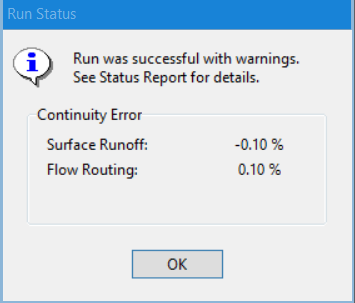 Run Status
Run was successful with warnings.
See Status Report for details.
Continuity Error
Surface Runoff: -0.10 %
Flow Routing: 0.10 %
OK